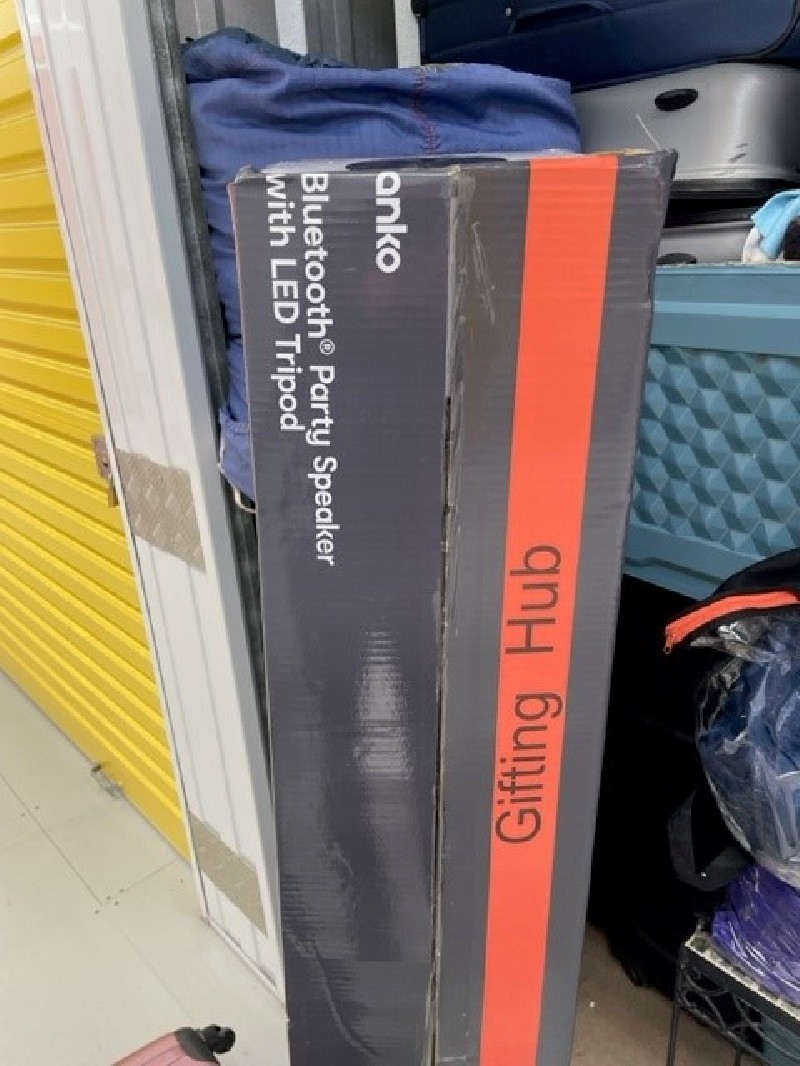 anko
Bluetooth® Party Speaker
with LED Tripod
Gifting Hub